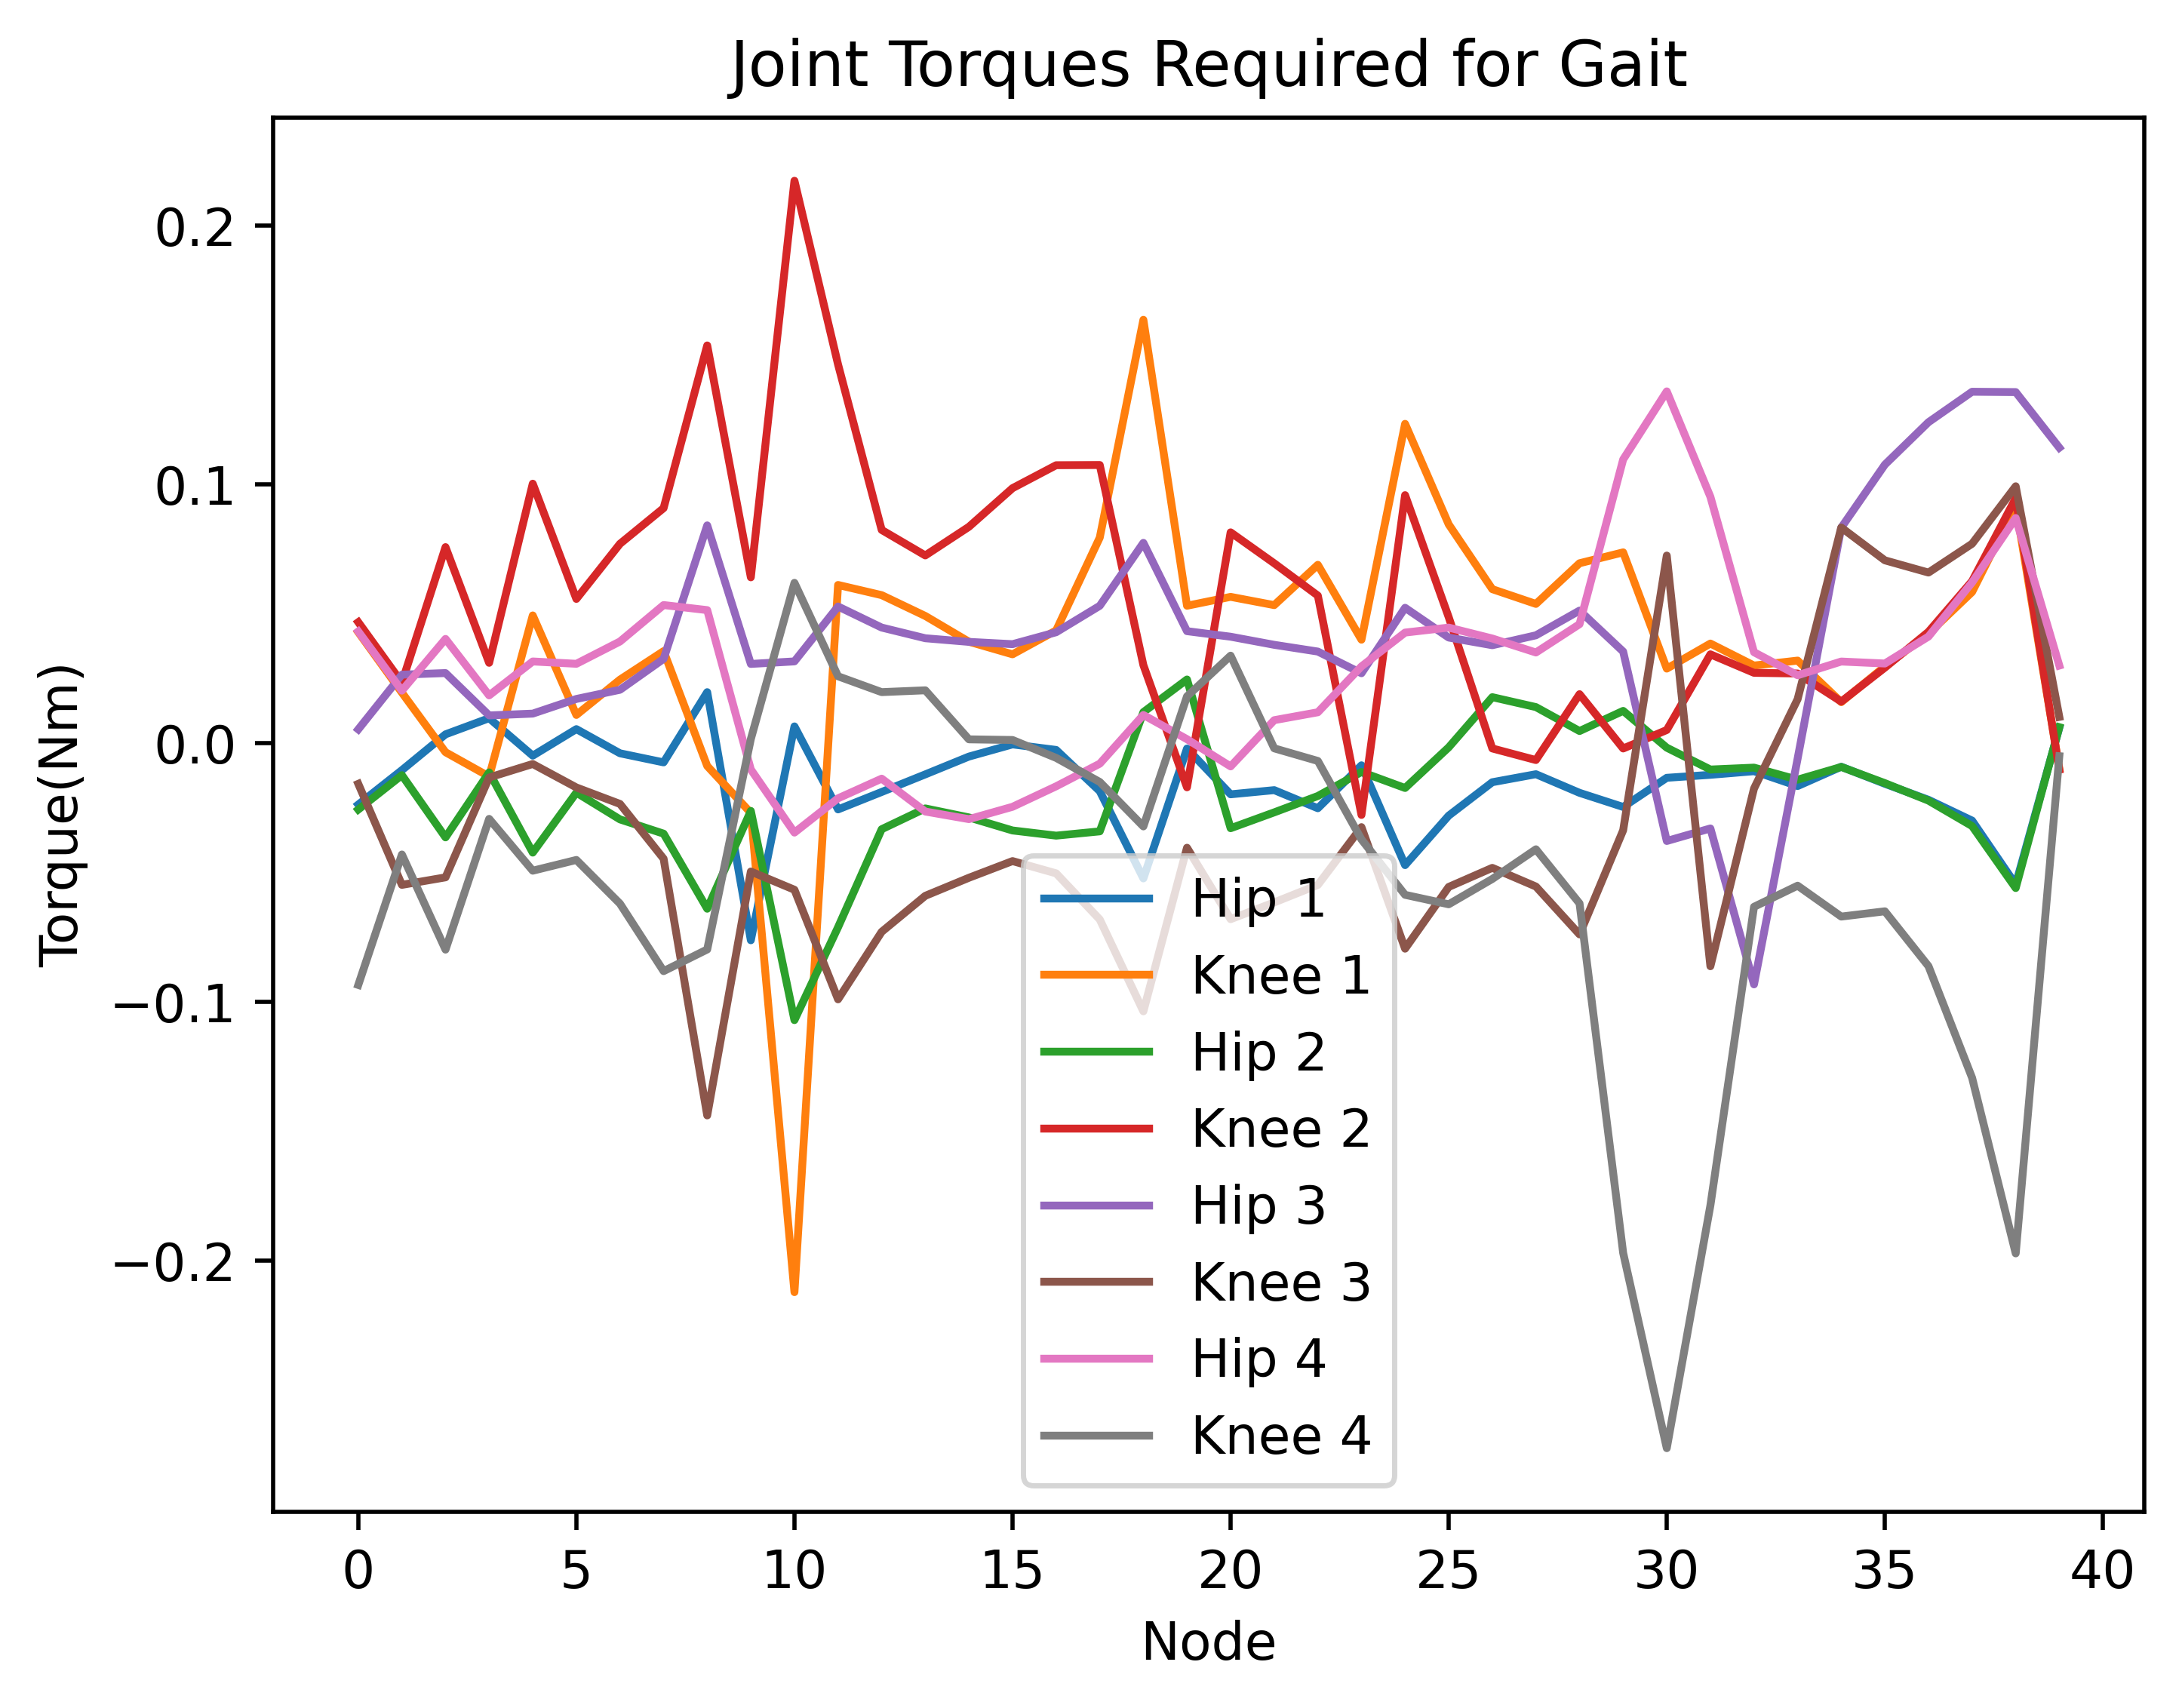 Joint Torques Required for Gait
Torque(Nm)
0.2
0.1
0.0
−0.1
−0.2
Hip 1
Knee 1
Hip 2
Knee 2
Hip 3
Knee 3
Hip 4
Knee 4
0 5 10 15 20 25 30 35 40
Node